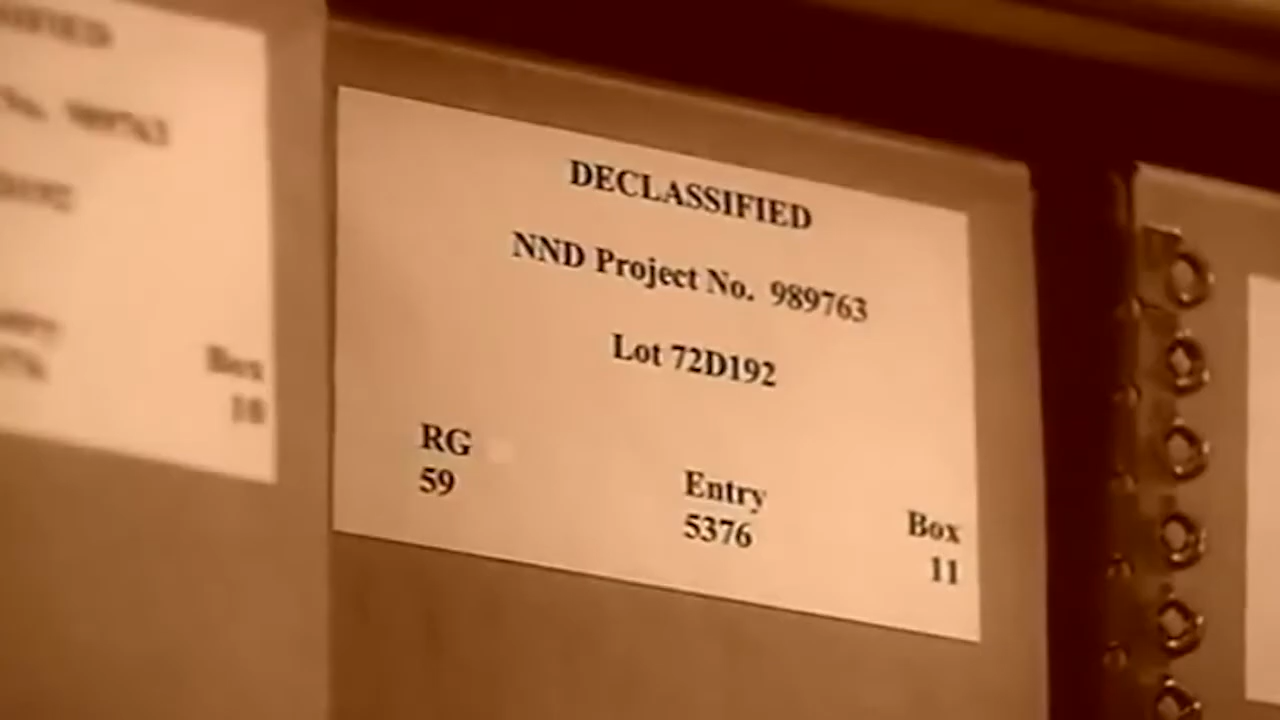 DECLASSIFIED
NND Project No. 989763
Lot 72D192
RG
59
Entry
5376
Box
11
Box
10